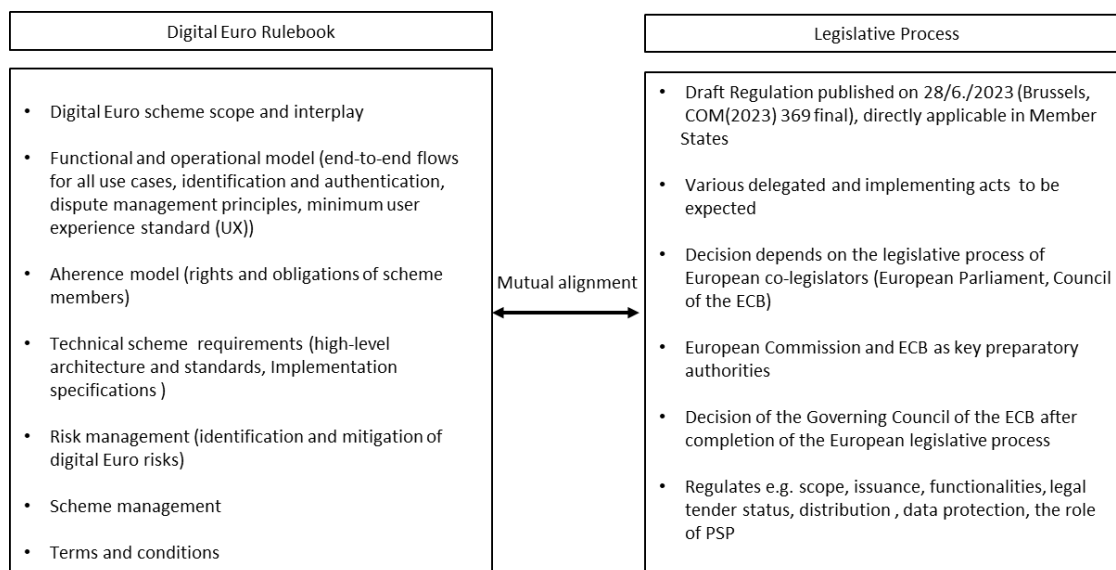 Digital Euro Rulebook
• Digital Euro scheme scope and interplay
• Functional and operational model (end-to-end flows
for all use cases, identification and authentication,
dispute management principles, minimum user
experience standard (UX))
• Aherence model (rights and obligations of scheme
members)
• Technical scheme requirements (high-level
architecture and standards, Implementation
specifications )
• Risk management (identification and mitigation of
digital Euro risks)
• Scheme management
• Terms and conditions
Mutual alignment
Legislative Process
• Draft Regulation published on 28/6./2023 (Brussels,
COM(2023) 369 final), directly applicable in Member
States
• Various delegated and implementing acts to be
expected
• Decision depends on the legislative process of
European co-legislators (European Parliament, Council
of the ECB)
• European Commission and ECB as key preparatory
authorities
• Decision of the Governing Council of the ECB after
completion of the European legislative process
• Regulates e.g. scope, issuance, functionalities, legal
tender status, distribution , data protection, the role
of PSP